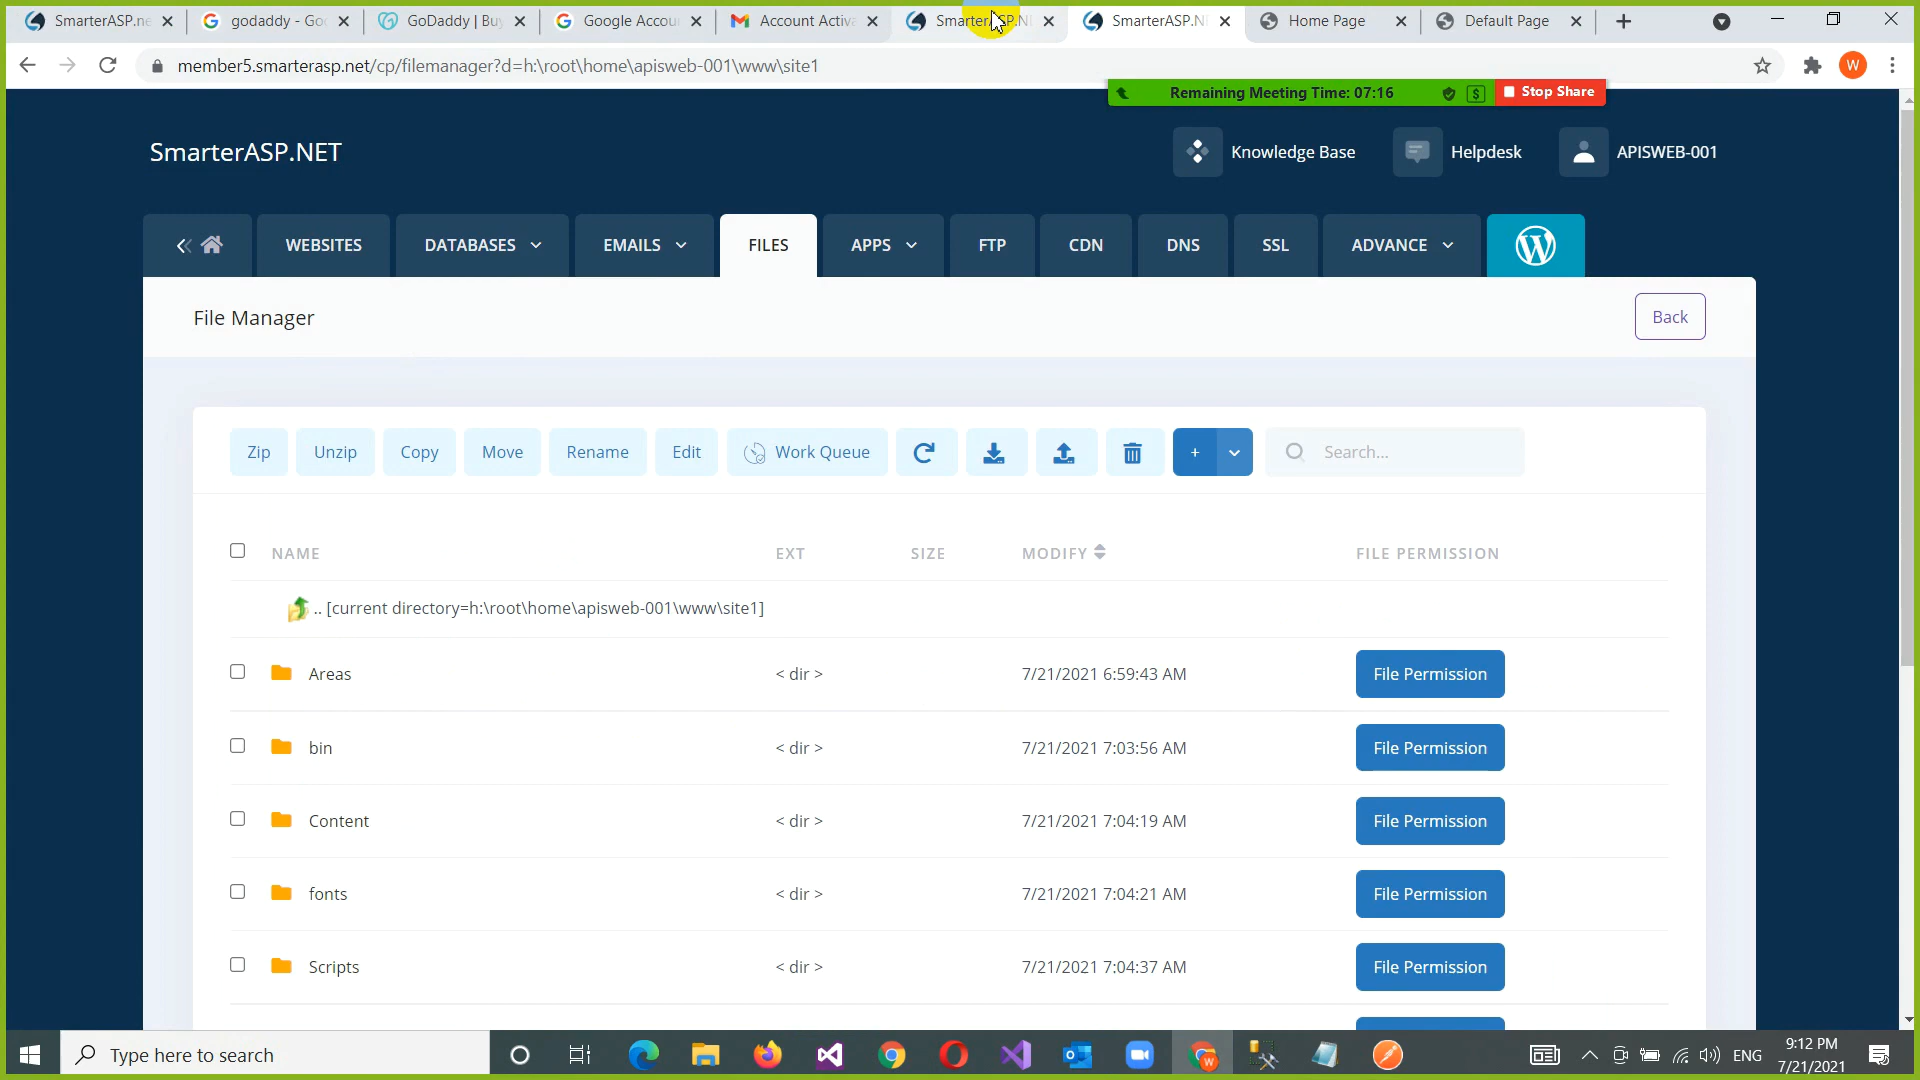 SmarterASP.ne
godaddy - Go
GoDaddy | Buy
Google Accou
Account Activa
SmarterASP.N
SmarterASP.N
Home Page
Default Page
member5.smarterasp.net/cp/filemanager?d=h:\root\home\apisweb-001\www\site1
W
Remaining Meeting Time: 07:16
Stop Share
SmarterASP.NET
Knowledge Base
Helpdesk
APISWEB-001
WEBSITES
DATABASES
EMAILS
FILES
APPS
FTP
CDN
DNS
SSL
ADVANCE
File Manager
Back
Zip
Unzip
Copy
Move
Rename
Edit
Work Queue
+
Search...
NAME EXT SIZE MODIFY FILE PERMISSION
.. [current directory=h:\root\home\apisweb-001\www\site1]
Areas < dir > 7/21/2021 6:59:43 AM File Permission
bin < dir > 7/21/2021 7:03:56 AM File Permission
Content < dir > 7/21/2021 7:04:19 AM File Permission
fonts < dir > 7/21/2021 7:04:21 AM File Permission
Scripts < dir > 7/21/2021 7:04:37 AM File Permission
Type here to search
ENG
9:12 PM
7/21/2021